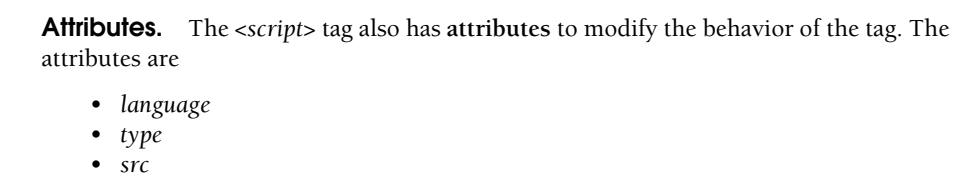 Attributes. The <script> tag also has attributes to modify the behavior of the tag. The
attributes are
• language
• type
• src